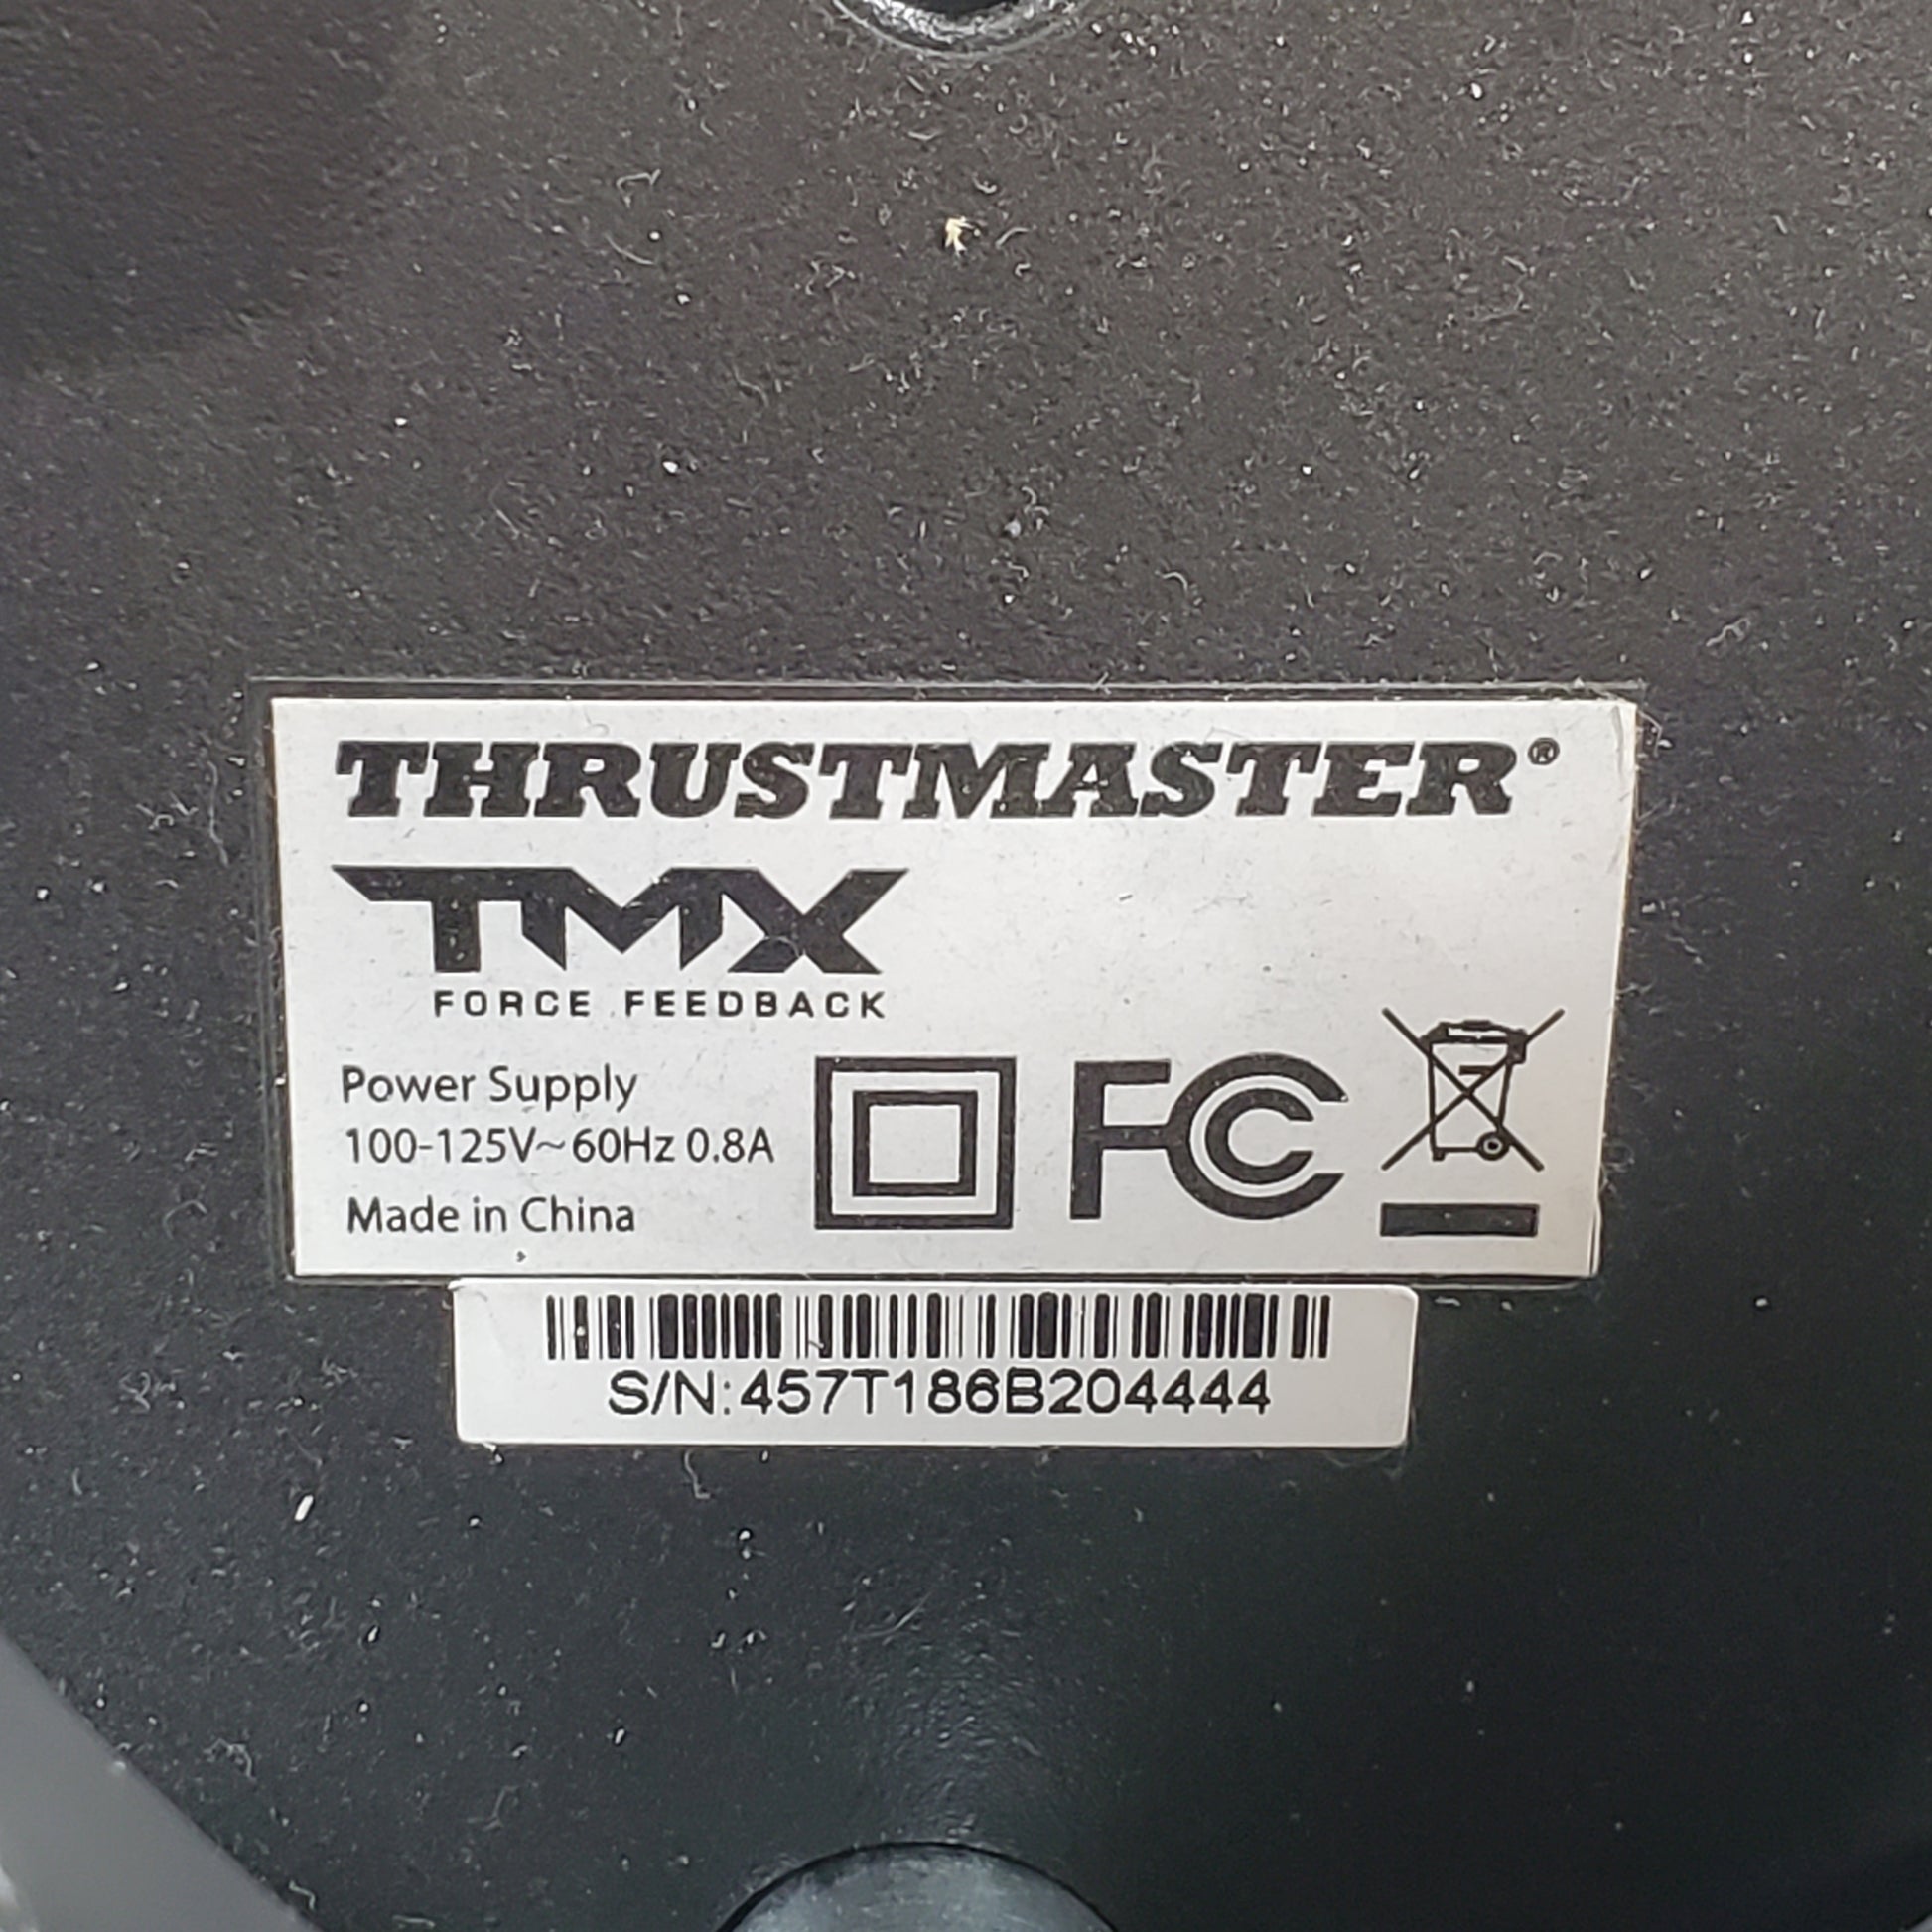 THRUSTMASTER®
TMX
FORCE FEEDBACK
Power Supply
100-125V~60Hz 0.8A
Made in China
FC
S/N:457T186B204444